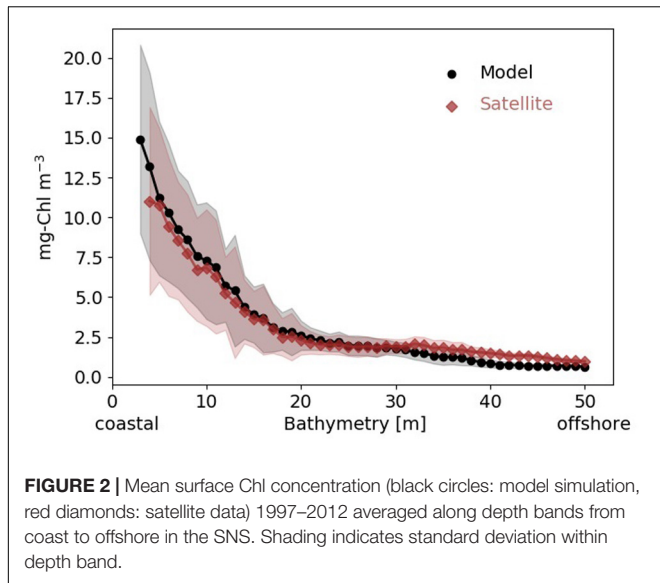 20.0
17.5
15.0
12.5
10.0
7.5
5.0
2.5
0.0
mg-Chl m⁻³
Model
Satellite
0 10 20 30 40 50
coastal Bathymetry [m] offshore
FIGURE 2 | Mean surface Chl concentration (black circles: model simulation,
red diamonds: satellite data) 1997–2012 averaged along depth bands from
coast to offshore in the SNS. Shading indicates standard deviation within
depth band.